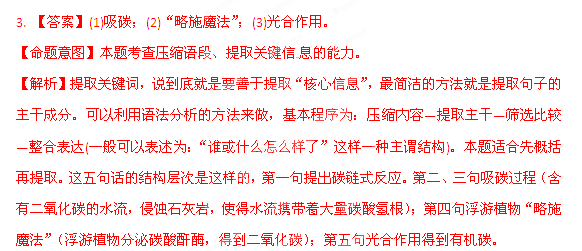 3. 【答案】(1)吸碳；(2)“略施魔法”；(3)光合作用。
【命题意图】本题考查压缩语段、提取关键信.息的能力。
【解析】提取关键词，说到底就是要善于提取“核心信息”，最简洁的方法就是提取句子的
主干成分。可以利用语法分析的方法来做，基本程序为：压缩内容—提取主干—筛选比较
—整合表达(一般可以表述为：“谁或什么怎么样了”这样一种主谓结构)。本题适合先概括
再提取。这五句话的结构层次是这样的，第一句提出碳链式反应。第二、三句吸碳过程（含
有二氧化碳的水流，侵蚀石灰岩，使得水流携带着大量碳酸氢根）；第四句浮游植物“略施
魔法”（浮游植物分泌碳酸酐酶，得到二氧化碳）；第五句光合作用得到有机碳。